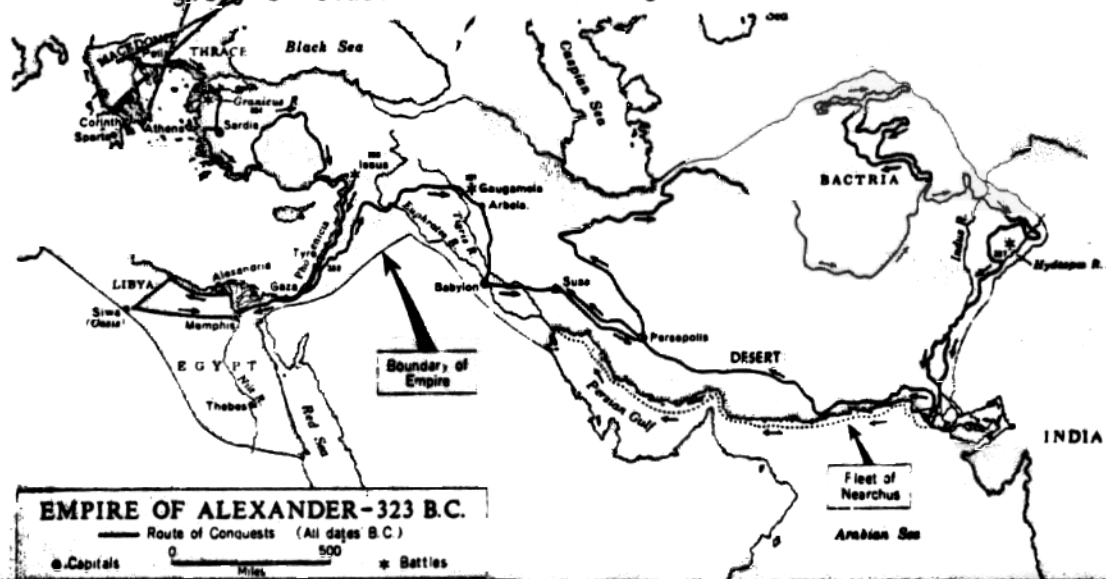 Sea
MACEDONIA
Pella
THRACE
Black Sea
Caspian Sea
Granicus R.
Corinth
Sparta
Athens
Sardis
Issus
Gaugamela
Arbela
BACTRIA
Euphrates R.
Tigris R.
Indus R.
Hydaspes R.
Tyre
Phoenicia
Alexandria
LIBYA
Gaza
Siwa
(Oasis)
Memphis
Babylon
Susa
Persepolis
EGYPT
Nile R.
Thebes
Red Sea
Boundary of
Empire
DESERT
Persian Gulf
INDIA
Fleet of
Nearchus
Arabian Sea
EMPIRE OF ALEXANDER-323 B.C.
Route of Conquests (All dates B.C.)
0 500
Miles
Capitals
* Battles